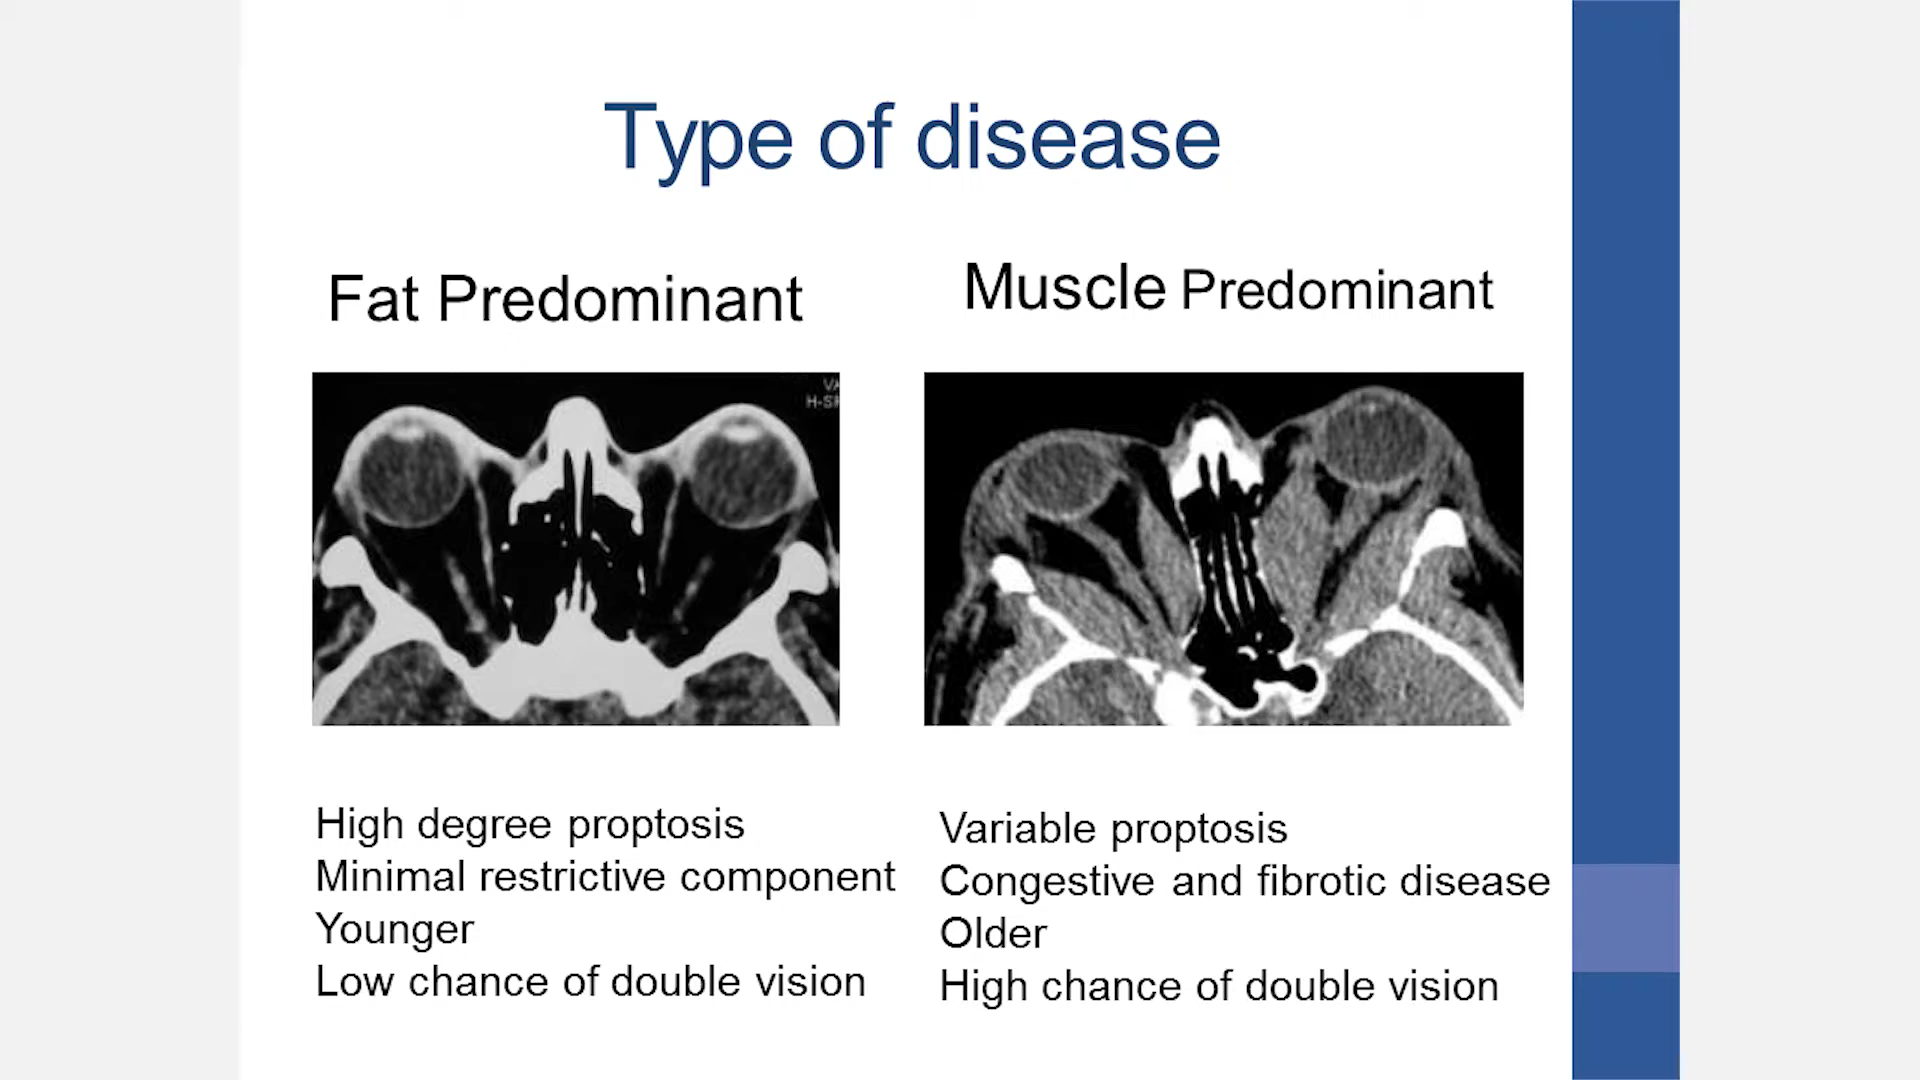 Type of disease
Fat Predominant
Muscle Predominant
High degree proptosis
Minimal restrictive component
Younger
Low chance of double vision
Variable proptosis
Congestive and fibrotic disease
Older
High chance of double vision